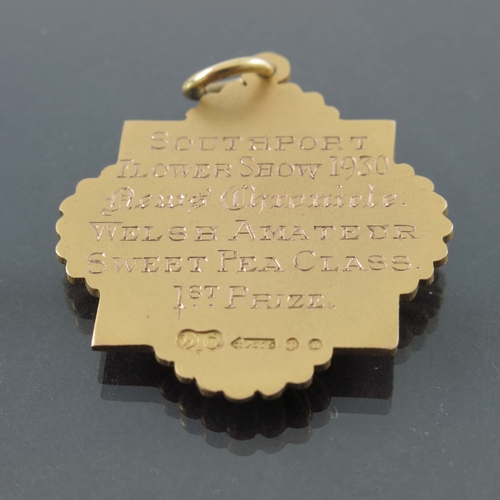 SOUTHPORT
FLOWER SHOW 1930
News Chronicle.
WELSH AMATEUR
SWEET PEA CLASS.
1ST PRIZE.